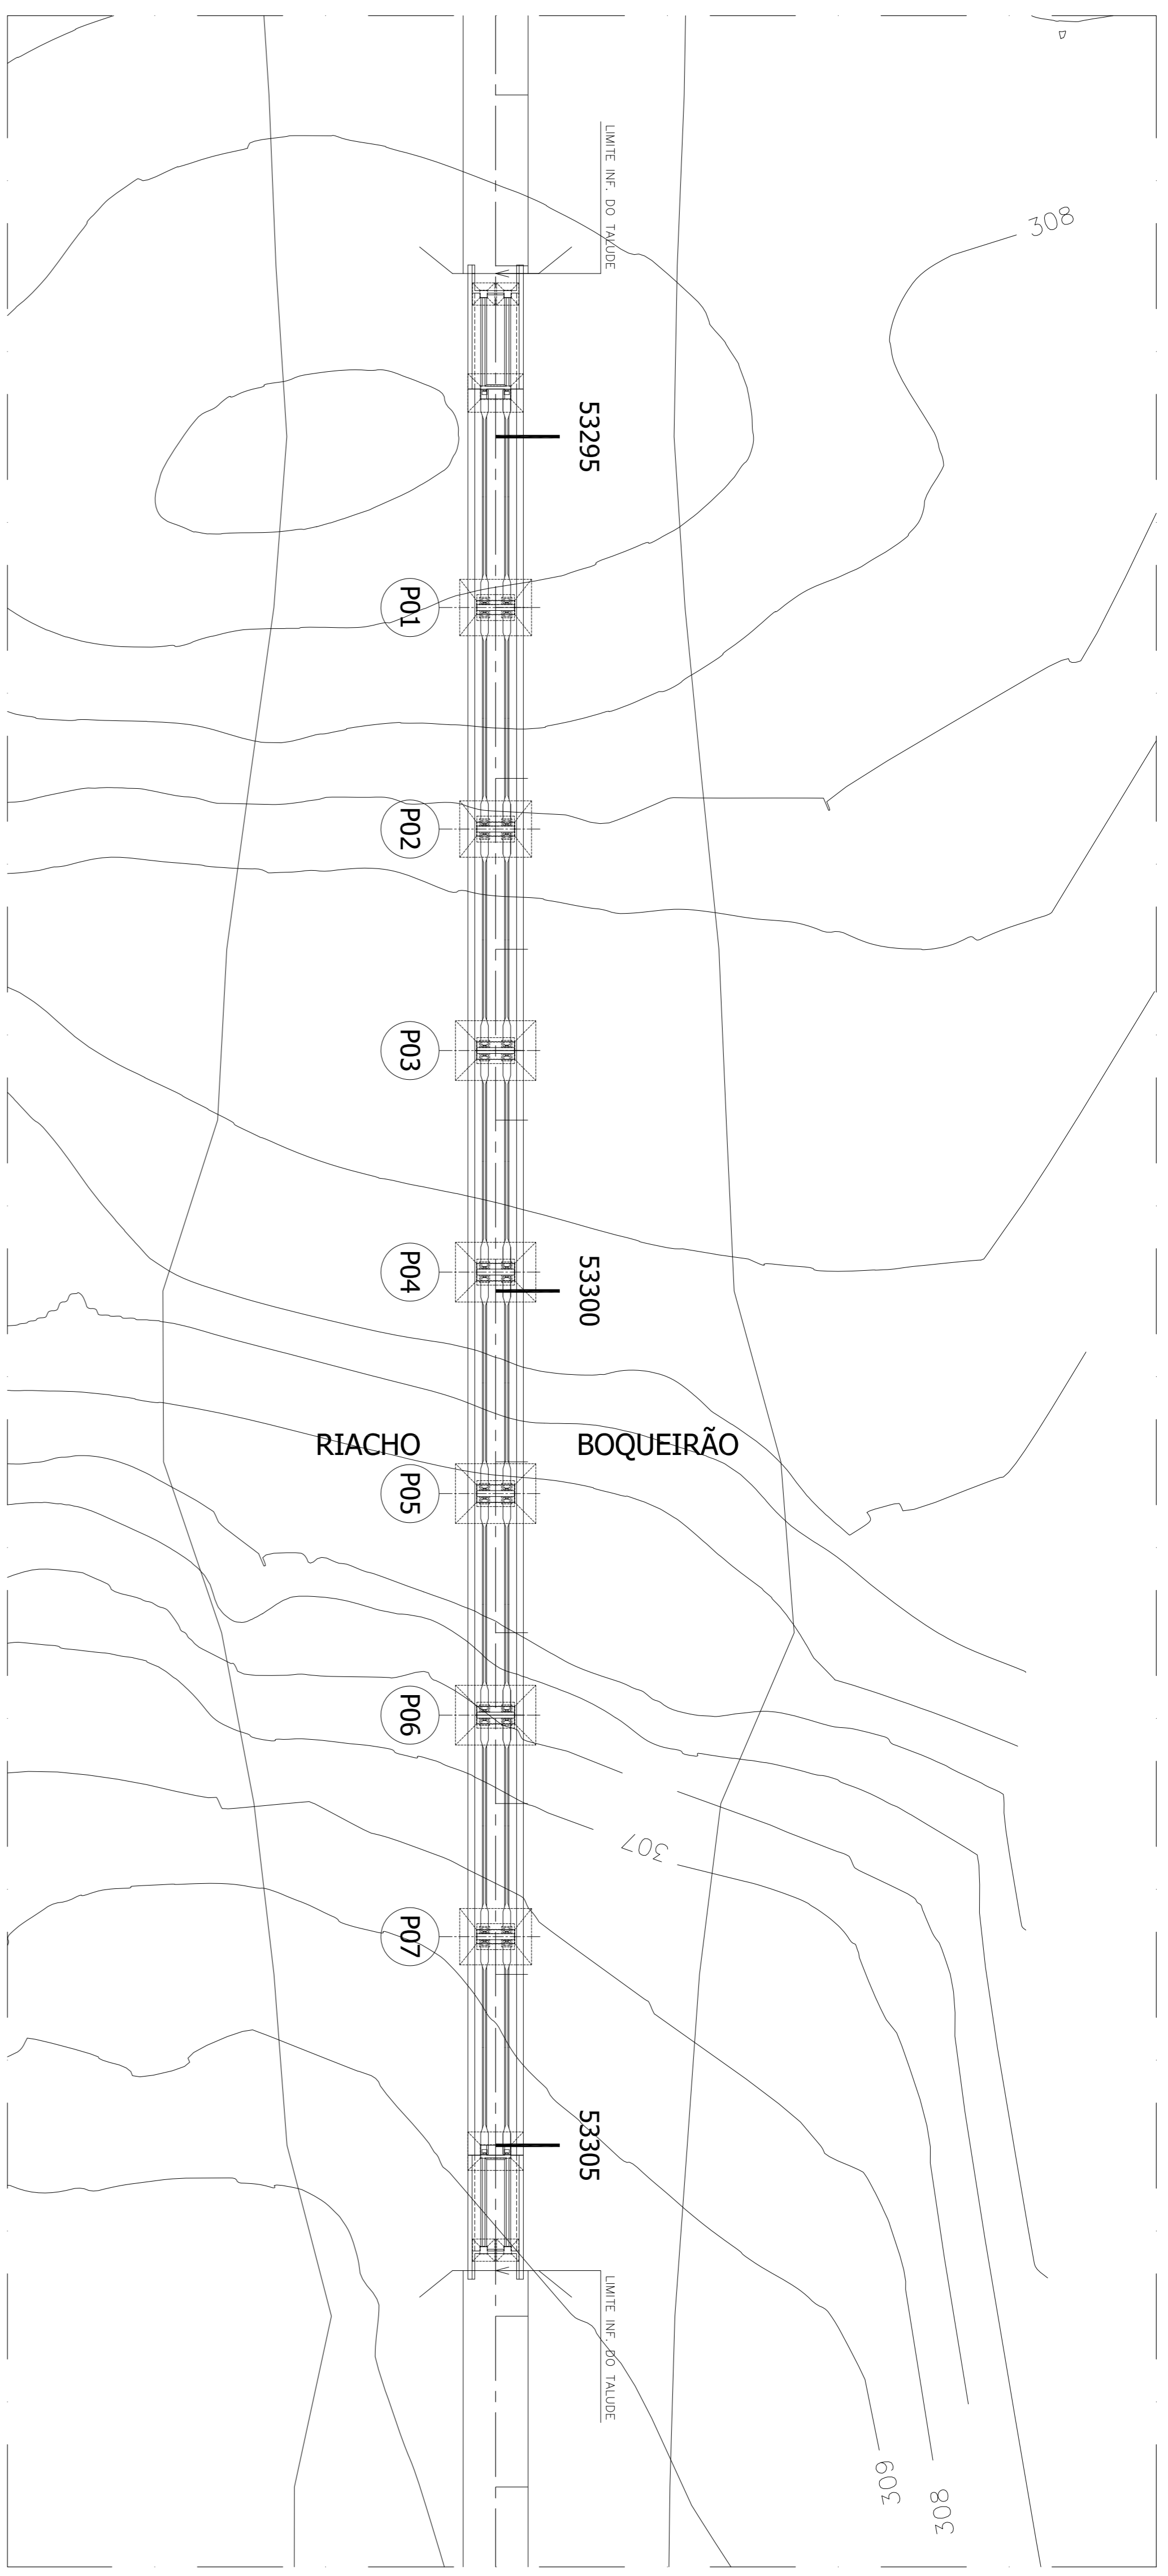 308
LIMITE INF. DO TALUDE
53295
P01
P02
P03
P04
53300
RIACHO BOQUEIRÃO
P05
P06
307
P07
53305
LIMITE INF. DO TALUDE
309
308